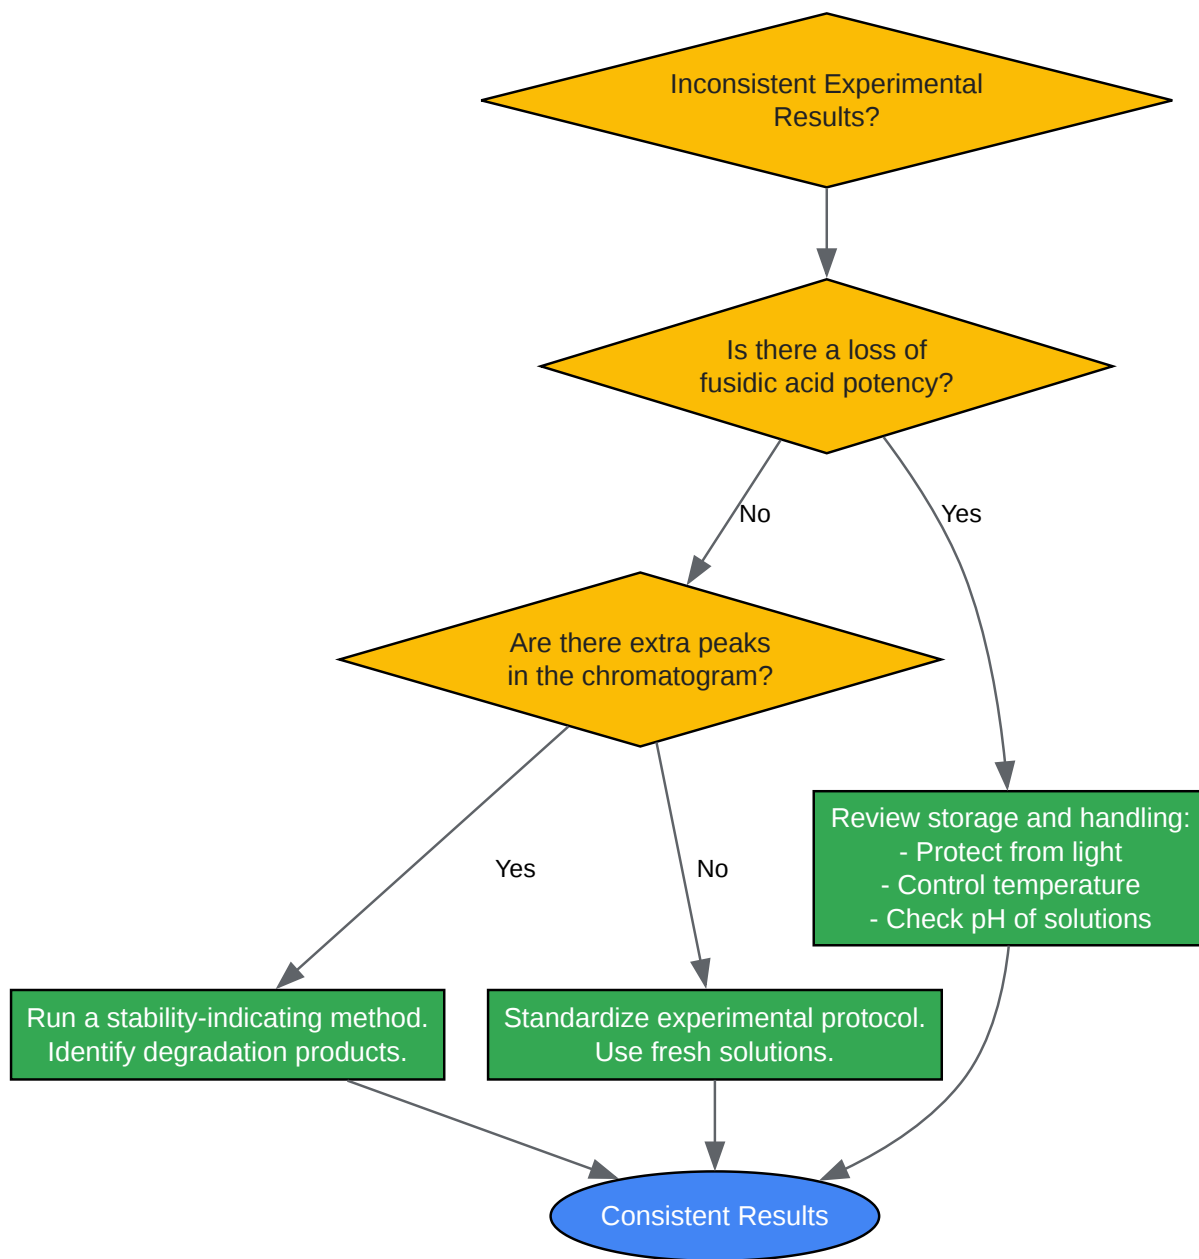 Inconsistent Experimental
Results?
Is there a loss of
fusidic acid potency?
No
Yes
Are there extra peaks
in the chromatogram?
Yes
No
Review storage and handling:
- Protect from light
- Control temperature
- Check pH of solutions
Run a stability-indicating method.
Identify degradation products.
Standardize experimental protocol.
Use fresh solutions.
Consistent Results